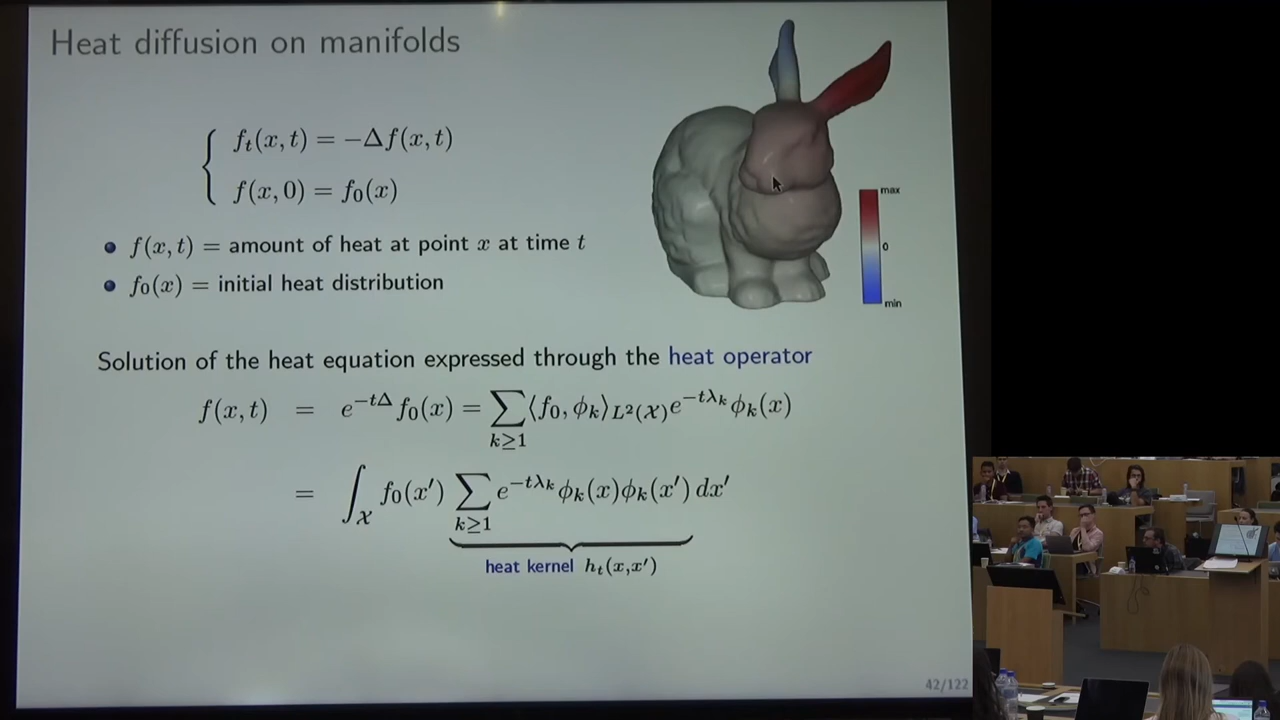 Heat diffusion on manifolds
f_t(x, t) = −Δf(x, t)
f(x, 0) = f_0(x)
max
0
min
f(x, t) = amount of heat at point x at time t
f_0(x) = initial heat distribution
Solution of the heat equation expressed through the heat operator
f(x, t) = e^{−tΔ} f_0(x) = ∑_{k≥1} ⟨f_0, ϕ_k⟩_{L²(𝒳)} e^{−tλ_k} ϕ_k(x)
= ∫_𝒳 f_0(x′) ∑_{k≥1} e^{−tλ_k} ϕ_k(x)ϕ_k(x′) dx′
heat kernel h_t(x,x′)
42/122